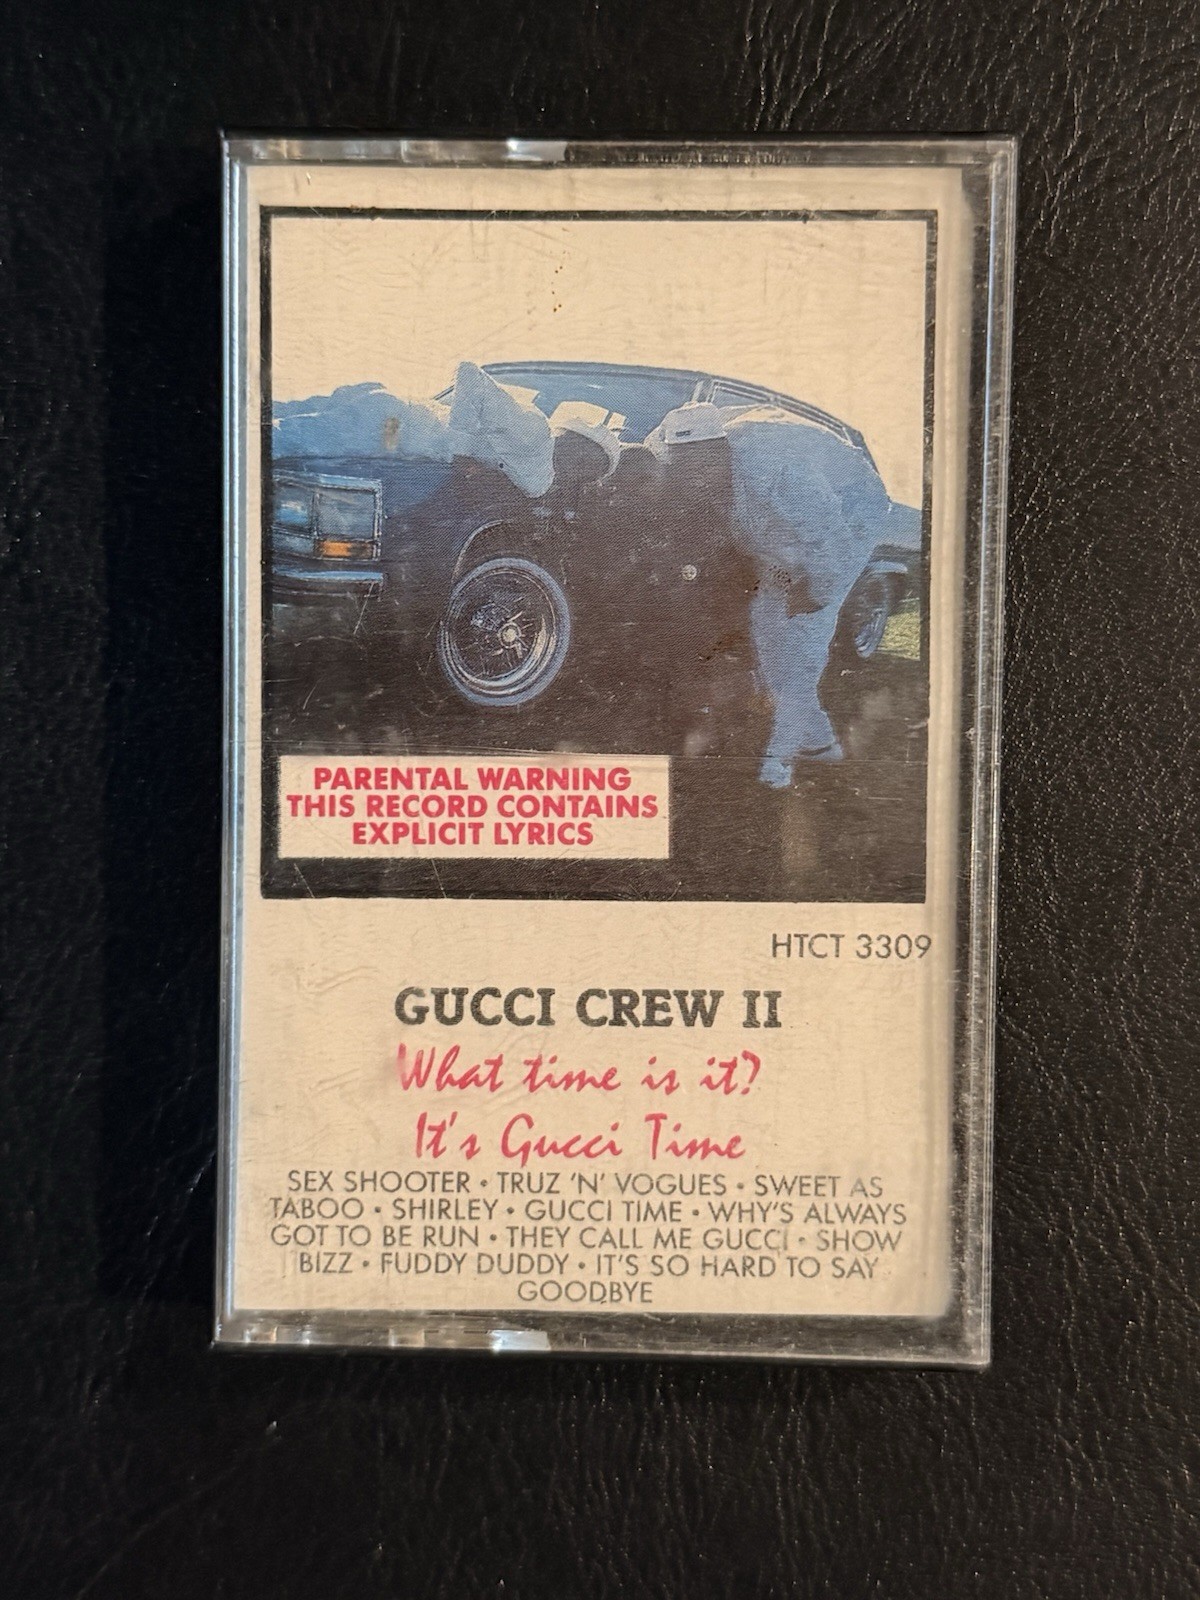 PARENTAL WARNING
THIS RECORD CONTAINS
EXPLICIT LYRICS
HTCT 3309
GUCCI CREW II
What time is it?
It's Gucci Time
SEX SHOOTER • TRUZ 'N' VOGUES • SWEET AS
TABOO • SHIRLEY • GUCCI TIME • WHY'S ALWAYS
GOT TO BE RUN • THEY CALL ME GUCCI • SHOW
BIZZ • FUDDY DUDDY • IT'S SO HARD TO SAY
GOODBYE